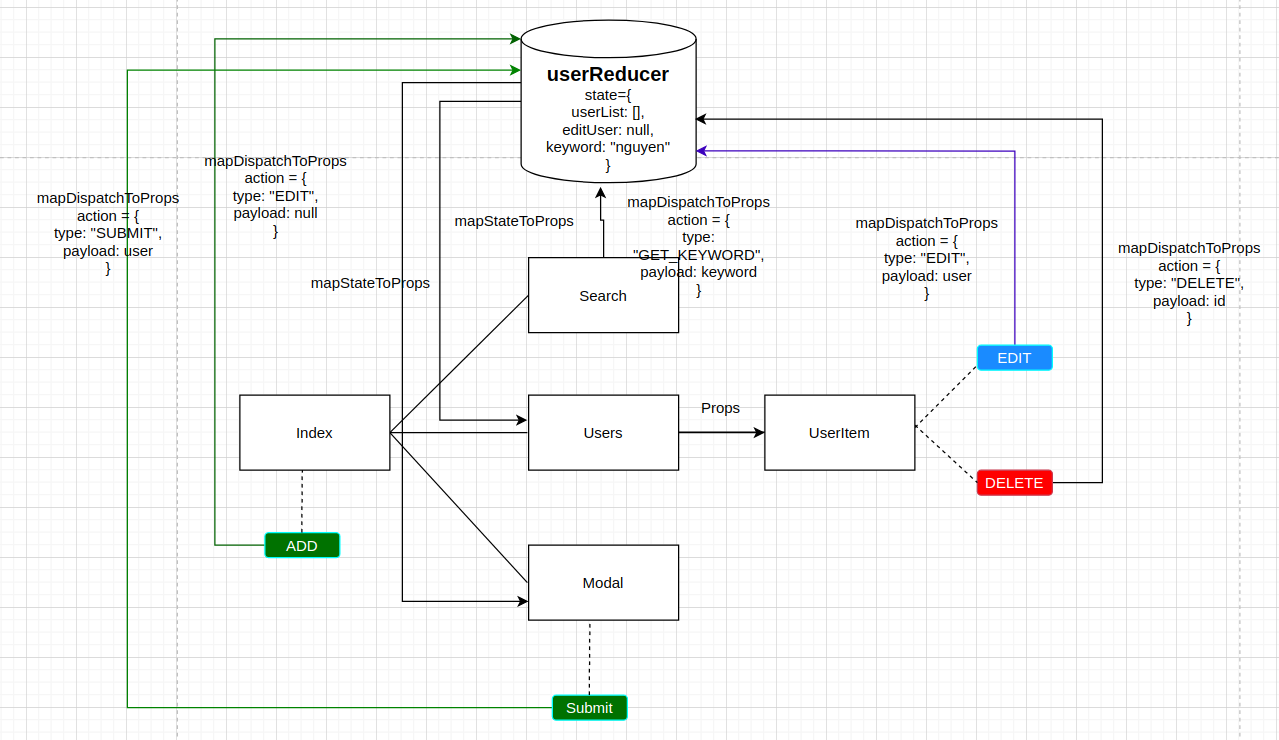 userReducer
state={
userList: [],
editUser: null,
keyword: "nguyen"
}
mapDispatchToProps
action = {
type: "SUBMIT",
payload: user
}
mapDispatchToProps
action = {
type: "EDIT",
payload: null
}
mapStateToProps
mapStateToProps
mapDispatchToProps
action = {
type:
"GET_KEYWORD",
payload: keyword
}
mapDispatchToProps
action = {
type: "EDIT",
payload: user
}
mapDispatchToProps
action = {
type: "DELETE",
payload: id
}
Search
EDIT
Index
Users
Props
UserItem
DELETE
ADD
Modal
Submit